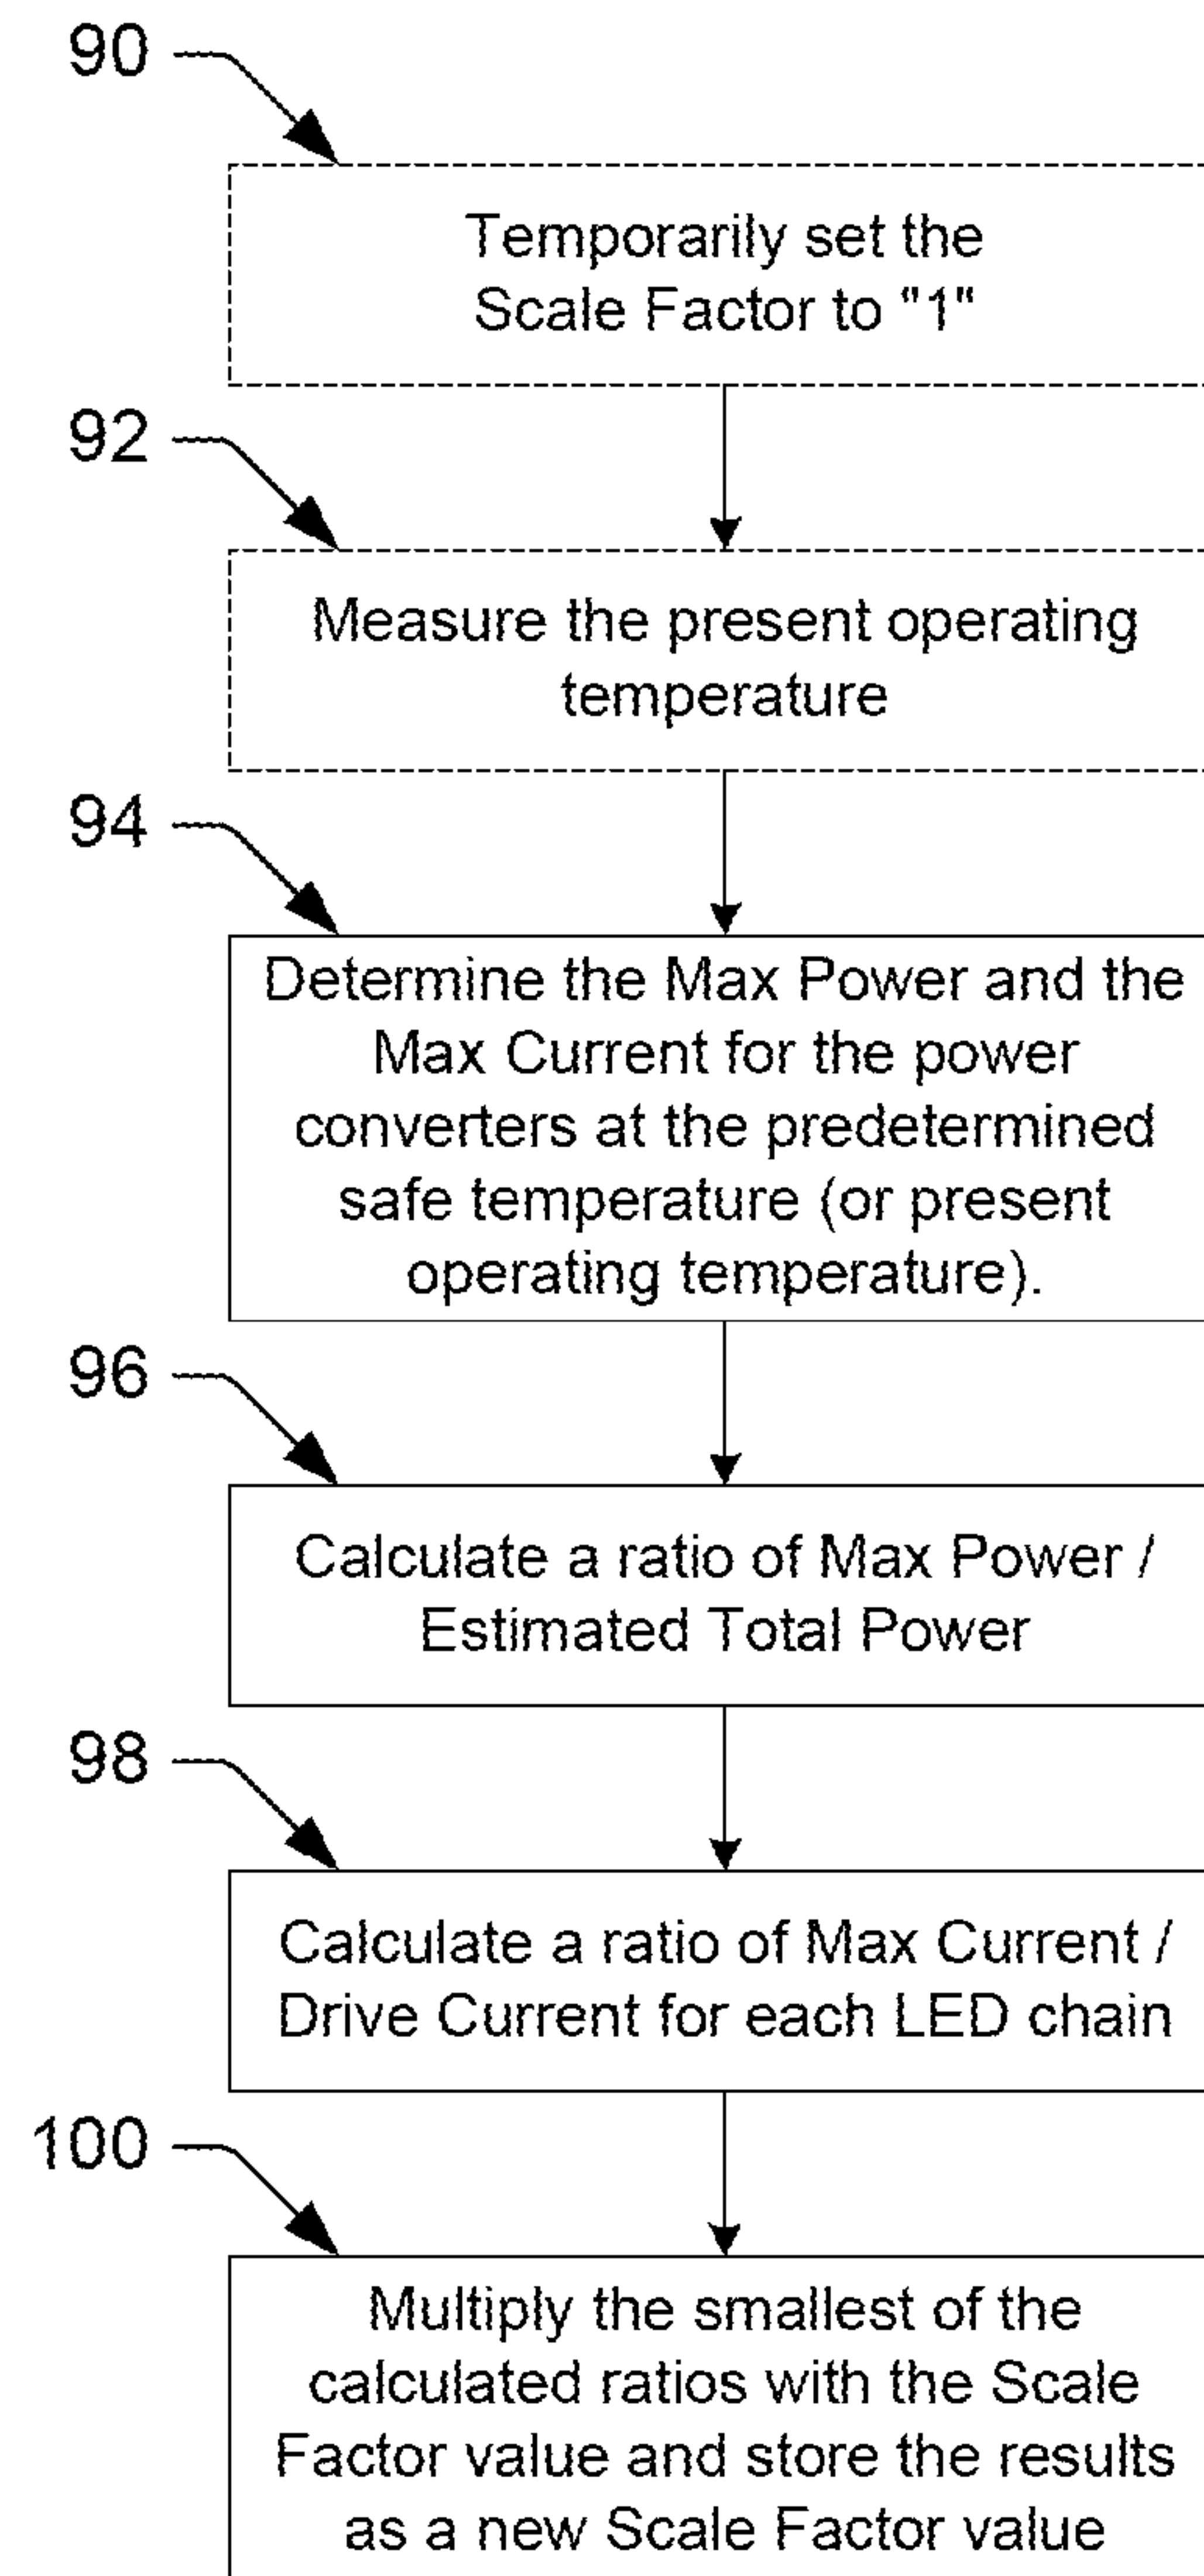 90
Temporarily set the
Scale Factor to "1"
92
Measure the present operating
temperature
94
Determine the Max Power and the
Max Current for the power
converters at the predetermined
safe temperature (or present
operating temperature).
96
Calculate a ratio of Max Power /
Estimated Total Power
98
Calculate a ratio of Max Current /
Drive Current for each LED chain
100
Multiply the smallest of the
calculated ratios with the Scale
Factor value and store the results
as a new Scale Factor value